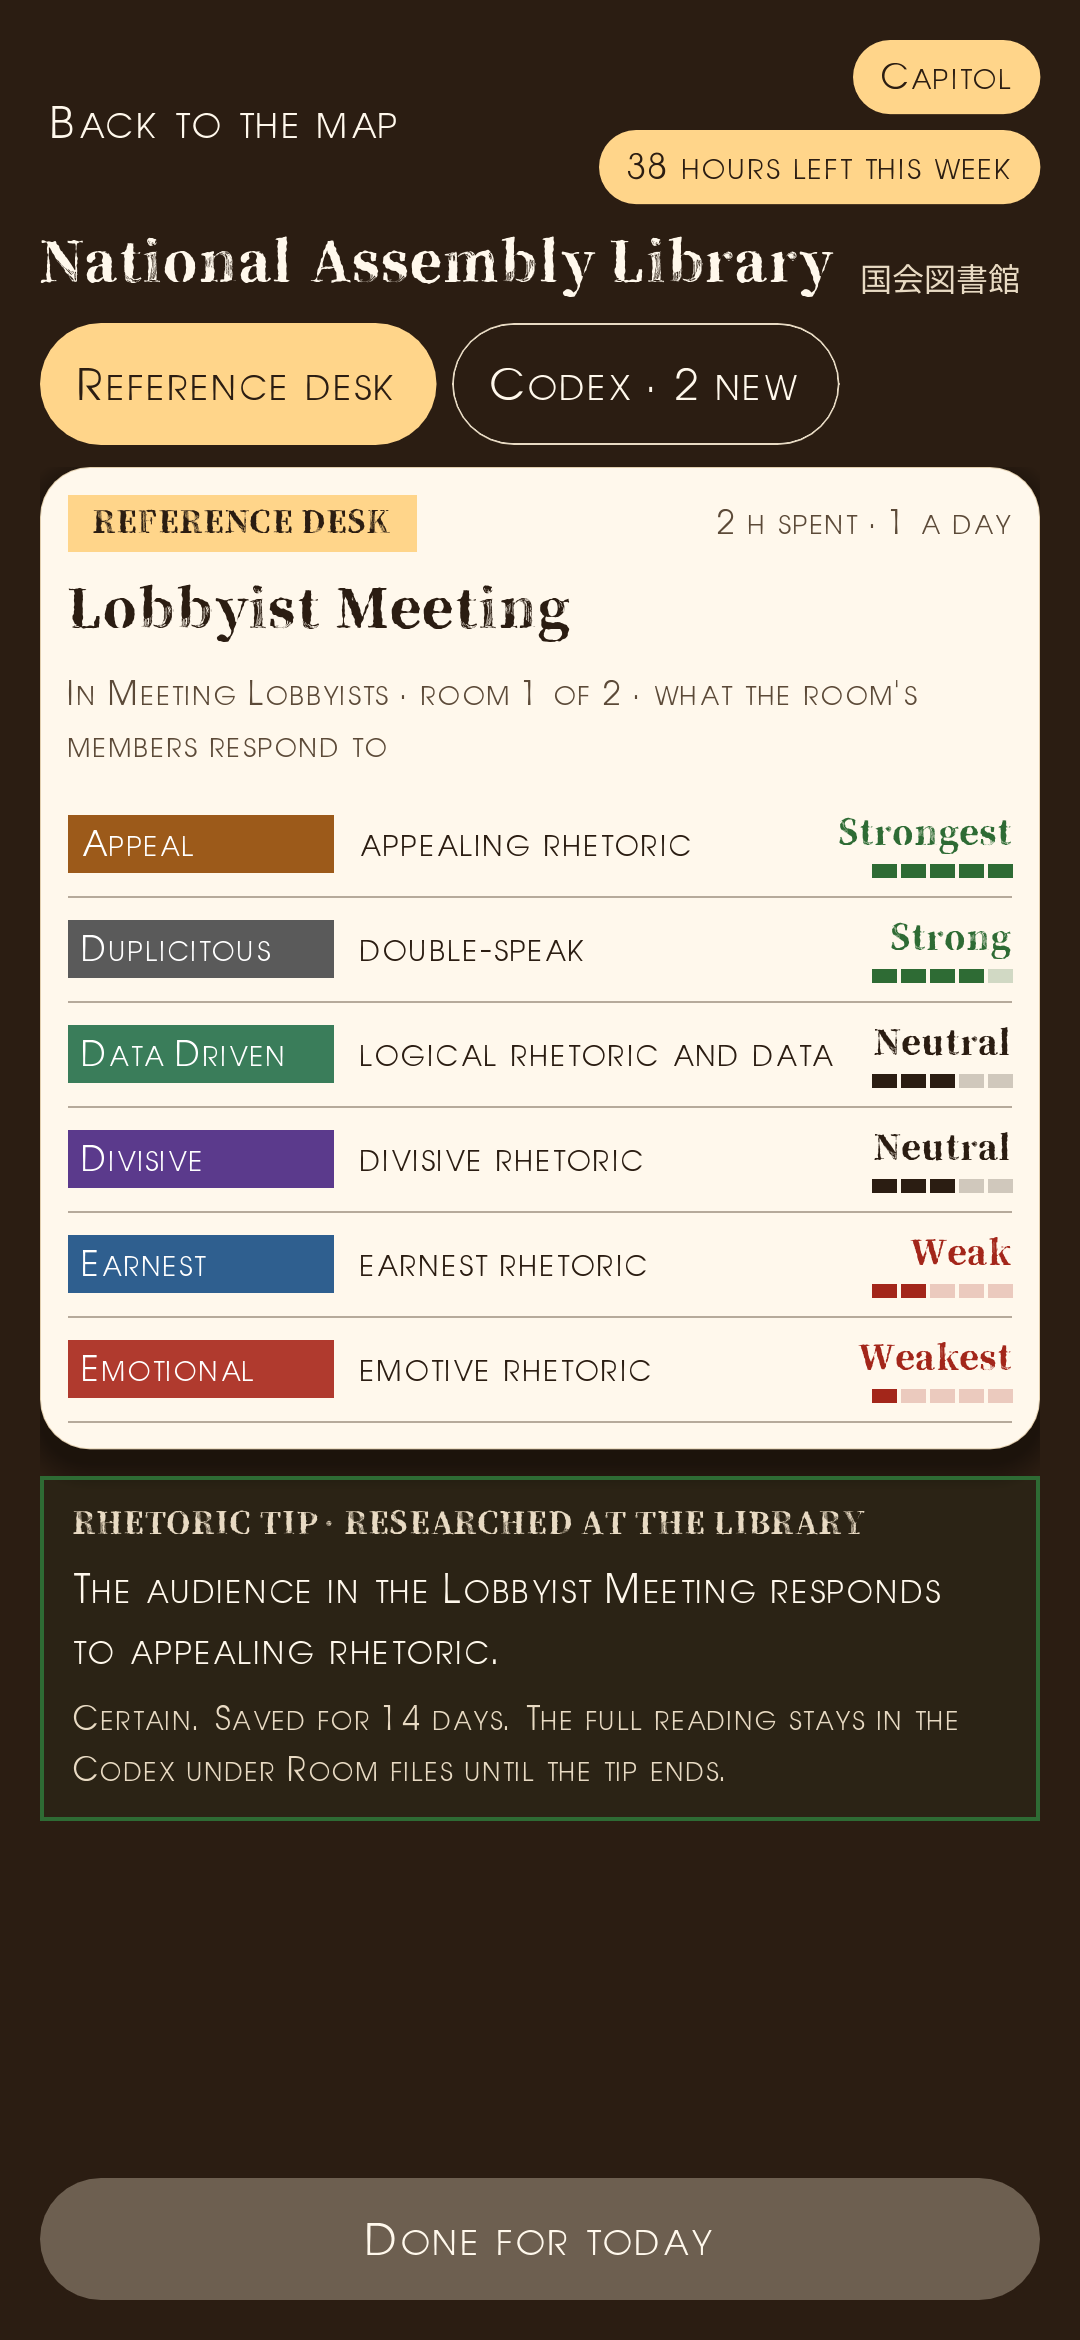 Back to the map
Capitol
38 hours left this week
National Assembly Library 国会図書館
Reference desk
Codex · 2 new
REFERENCE DESK
2 h spent · 1 a day
Lobbyist Meeting
In Meeting Lobbyists · room 1 of 2 · what the room's
members respond to
Appeal appealing rhetoric Strongest
Duplicitous double-speak Strong
Data Driven logical rhetoric and data Neutral
Divisive divisive rhetoric Neutral
Earnest earnest rhetoric Weak
Emotional emotive rhetoric Weakest
RHETORIC TIP · RESEARCHED AT THE LIBRARY
The audience in the Lobbyist Meeting responds
to appealing rhetoric.
Certain. Saved for 14 days. The full reading stays in the
Codex under Room files until the tip ends.
Done for today